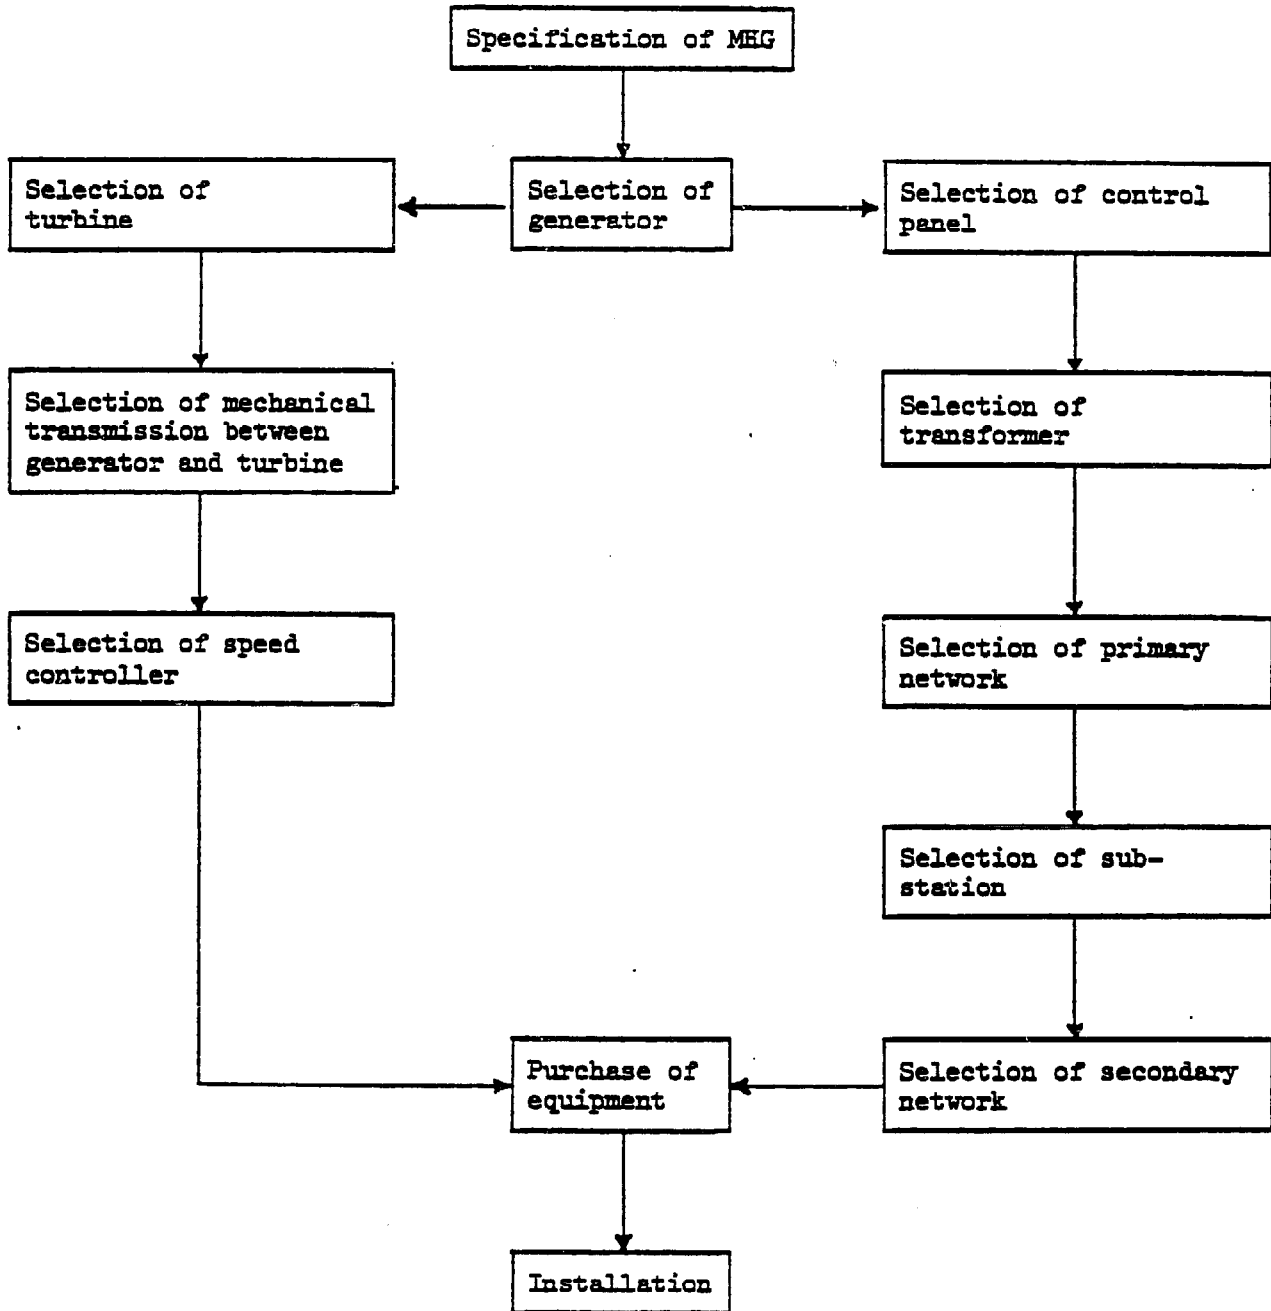 Specification of MHG
Selection of
turbine
Selection of
generator
Selection of control
panel
Selection of mechanical
transmission between
generator and turbine
Selection of
transformer
Selection of speed
controller
Selection of primary
network
Selection of sub-
station
Purchase of
equipment
Selection of secondary
network
Installation